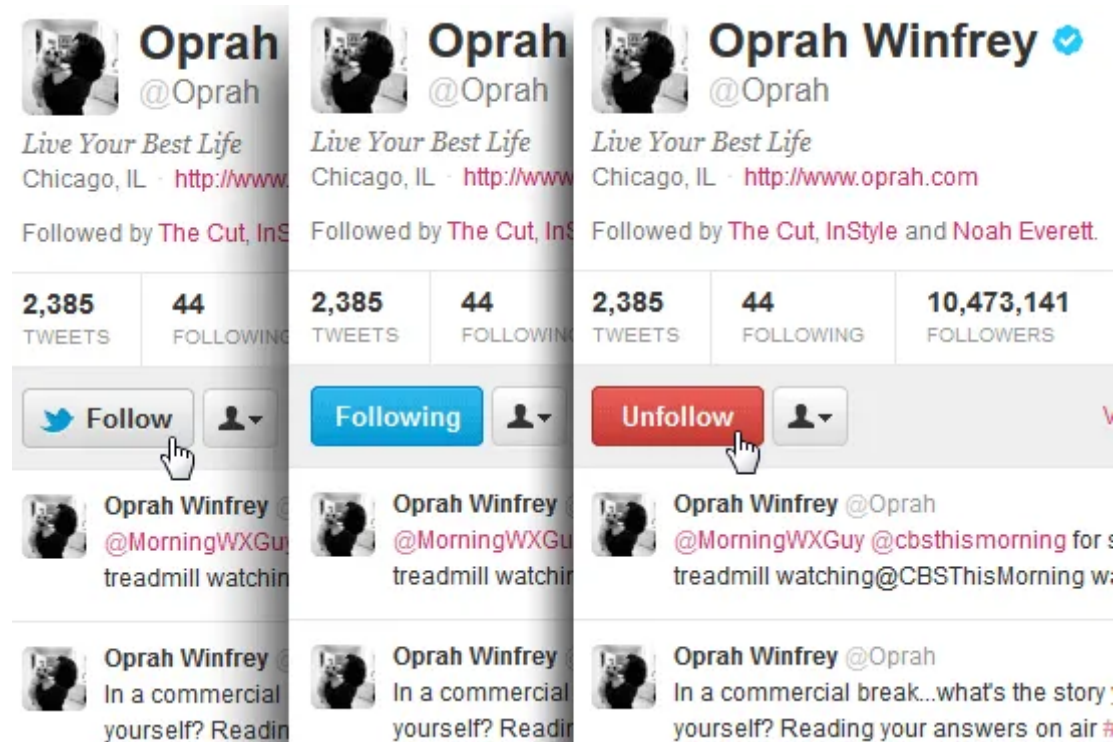 Oprah
@Oprah
Live Your Best Life
Chicago, IL · http://www.
Followed by The Cut, InS
2,385
TWEETS
44
FOLLOWING
Follow
Oprah Winfrey @
@MorningWXGuy
treadmill watchin
Oprah Winfrey @
In a commercial
yourself? Readin
Oprah
@Oprah
Live Your Best Life
Chicago, IL · http://www
Followed by The Cut, InS
2,385
TWEETS
44
FOLLOWING
Following
Oprah Winfrey @
@MorningWXGu
treadmill watchin
Oprah Winfrey @
In a commercial
yourself? Readin
Oprah Winfrey
@Oprah
Live Your Best Life
Chicago, IL · http://www.oprah.com
Followed by The Cut, InStyle and Noah Everett.
2,385
TWEETS
44
FOLLOWING
10,473,141
FOLLOWERS
Unfollow
V
Oprah Winfrey @Oprah
@MorningWXGuy @cbsthismorning for s
treadmill watching@CBSThisMorning wa
Oprah Winfrey @Oprah
In a commercial break...what's the story y
yourself? Reading your answers on air #